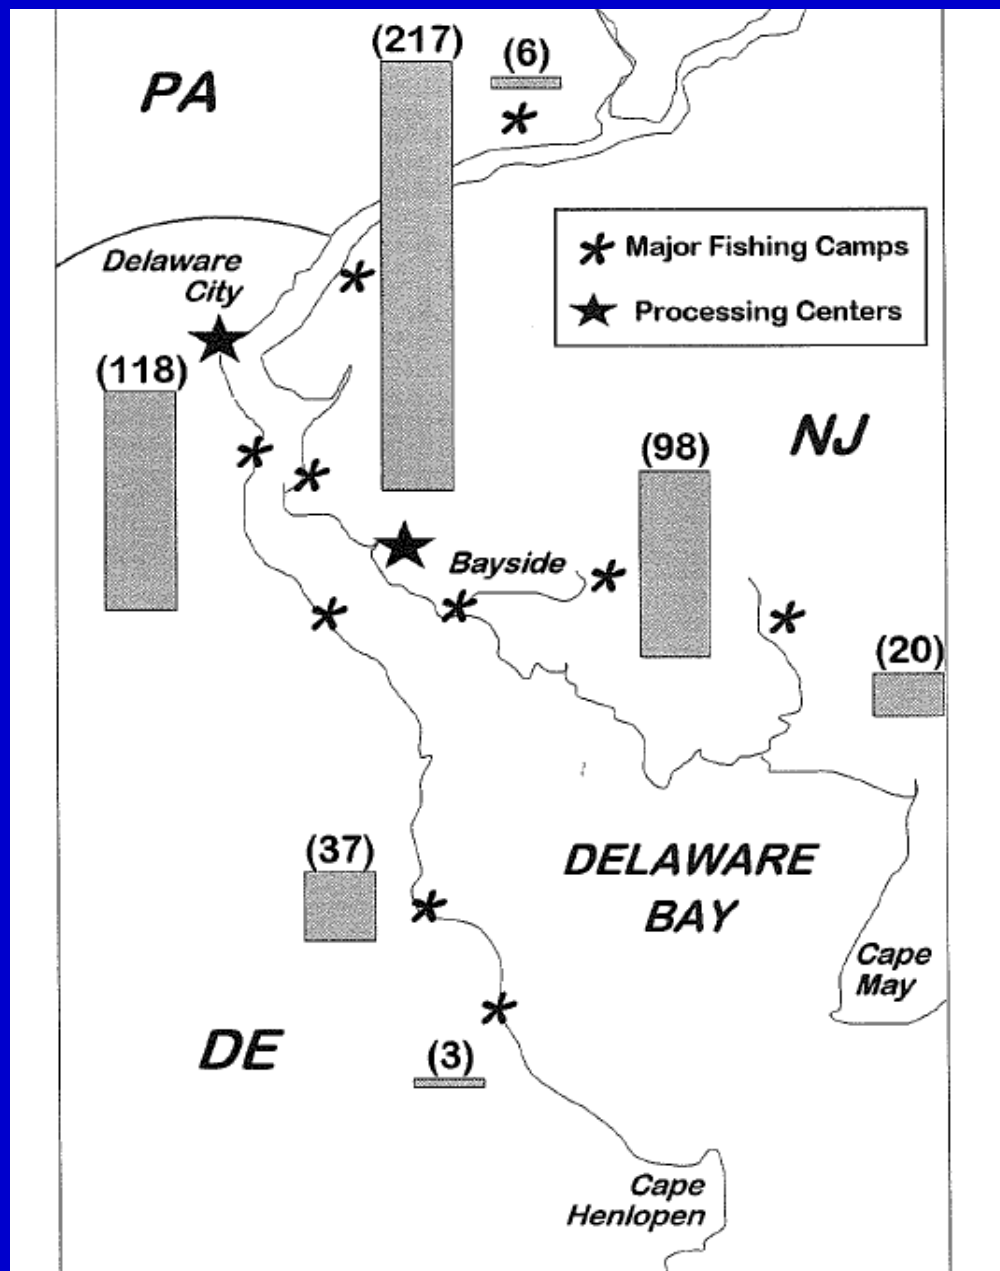 (217)
(6)
PA
Major Fishing Camps
Delaware
City
Processing Centers
(118)
NJ
(98)
Bayside
(20)
(37)
DELAWARE
BAY
Cape
May
DE
(3)
Cape
Henlopen